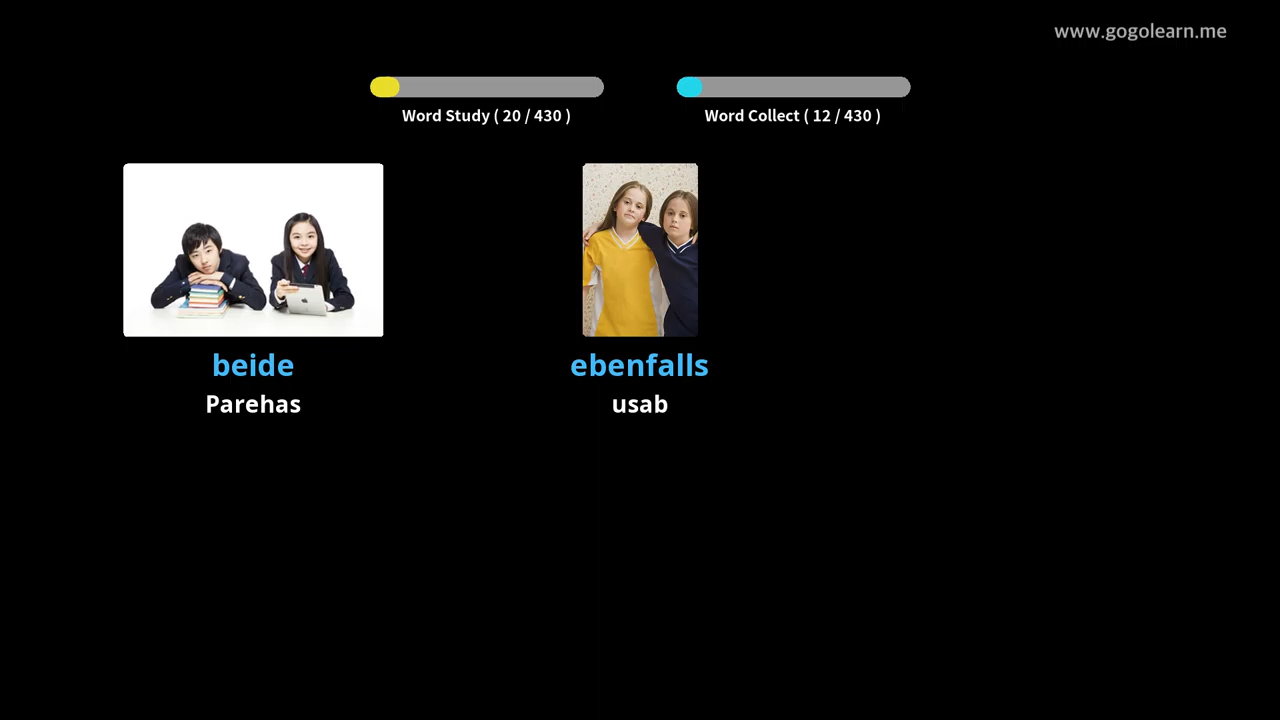 www.gogolearn.me
Word Study ( 20 / 430 )
Word Collect ( 12 / 430 )
beide
Parehas
ebenfalls
usab